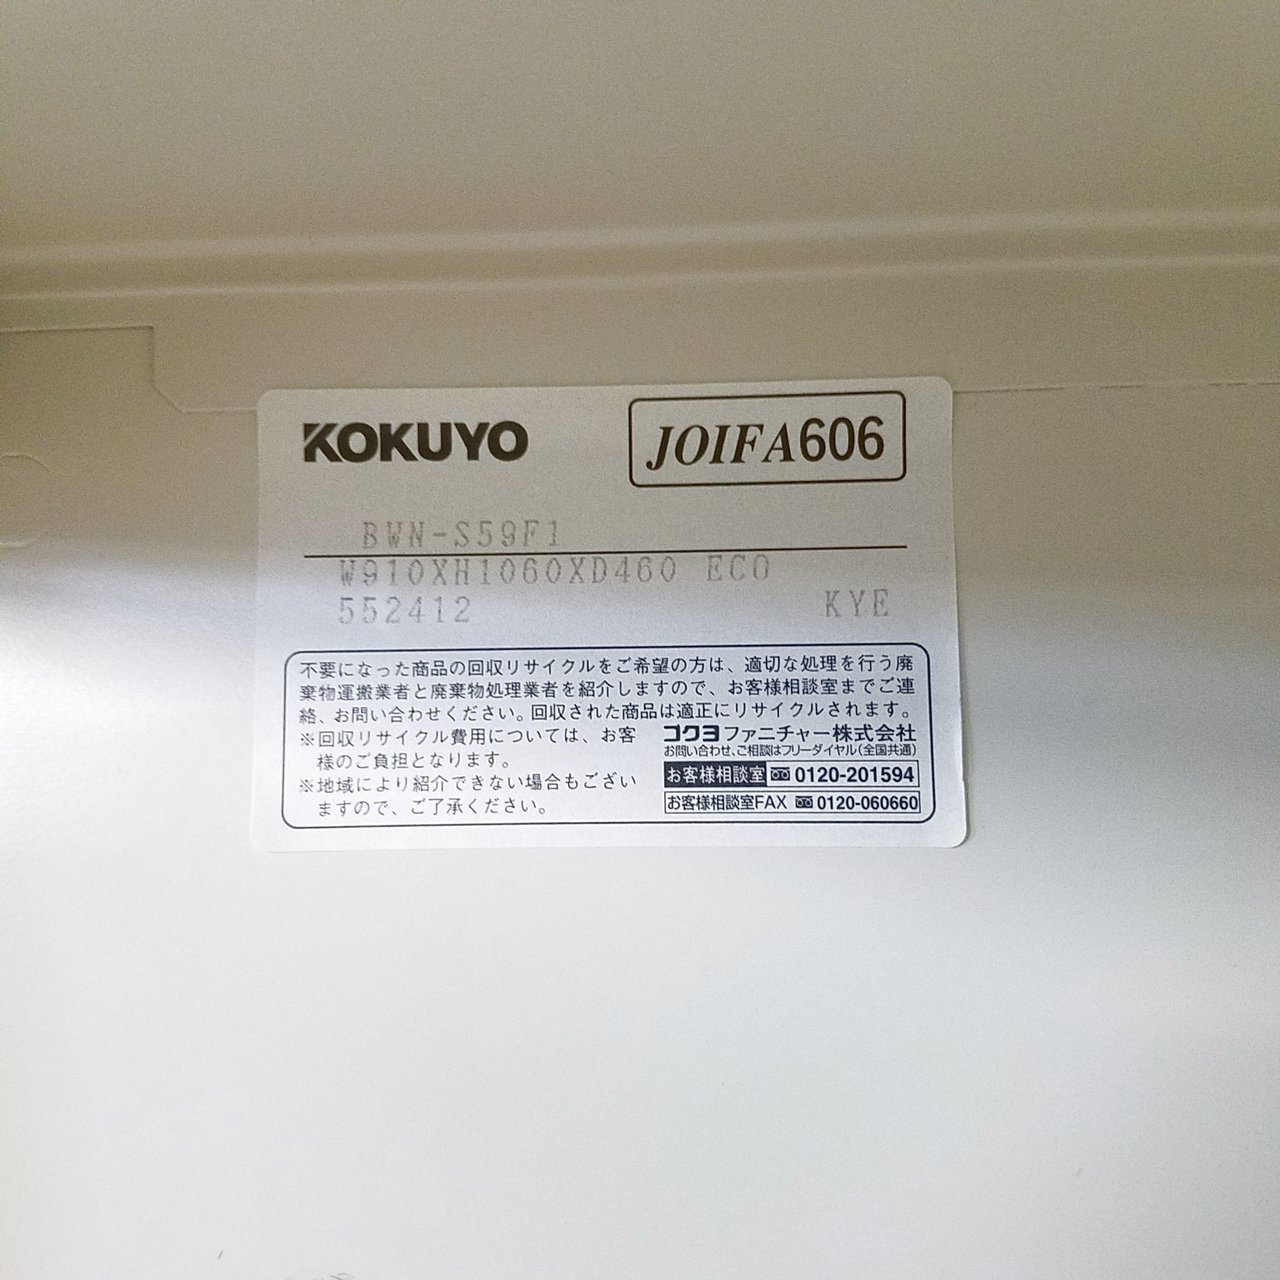 KOKUYO
JOIFA606
BWN-S59F1
W910XH1060XD460 ECO
552412 KYE
不要になった商品の回収リサイクルをご希望の方は、適切な処理を行う廃
棄物運搬業者と廃棄物処理業者を紹介しますので、お客様相談室までご連
絡、お問い合わせください。回収された商品は適正にリサイクルされます。
※回収リサイクル費用については、お客
様のご負担となります。
※地域により紹介できない場合もござい
ますので、ご了承ください。
コクヨファニチャー株式会社
お問い合わせ、ご相談はフリーダイヤル(全国共通)
お客様相談室 0120-201594
お客様相談室FAX 0120-060660